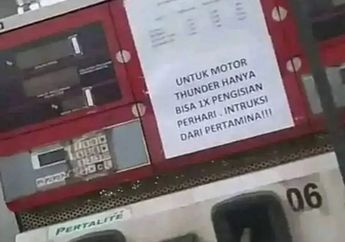 UNTUK MOTOR
THUNDER HANYA
BISA 1X PENGISIAN
PERHARI . INTRUKSI
DARI PERTAMINA!!!
06
PERTALITE